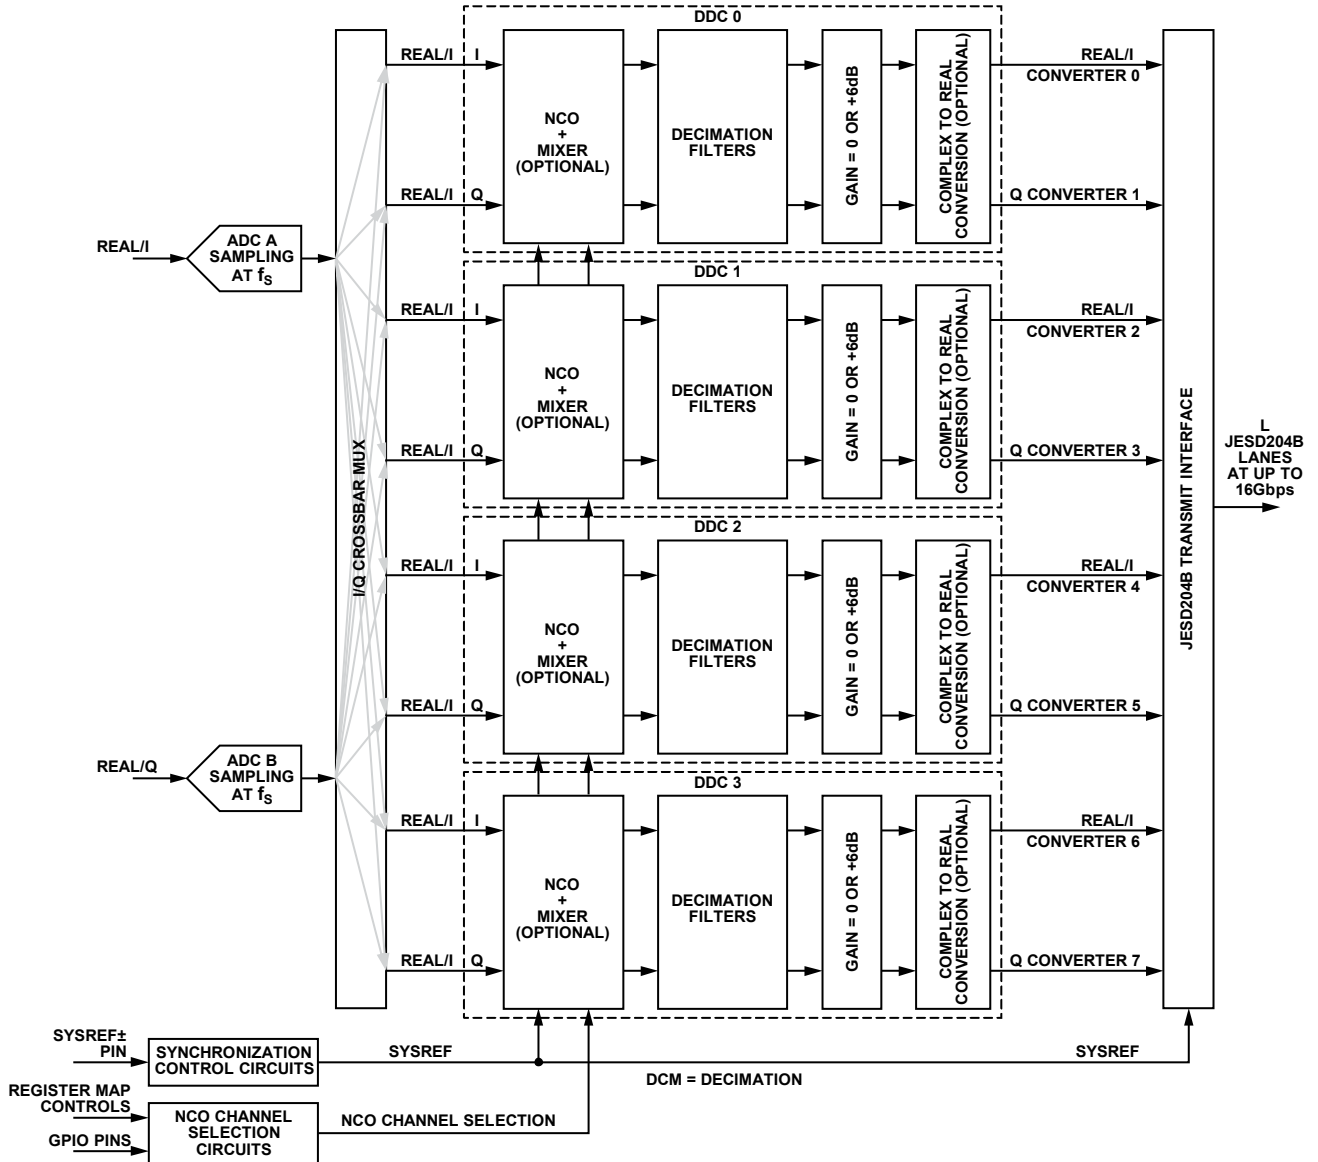 DDC 0
REAL/I I
REAL/I Q
NCO
+
MIXER
(OPTIONAL)
DECIMATION
FILTERS
GAIN = 0 OR +6dB
COMPLEX TO REAL
CONVERSION (OPTIONAL)
REAL/I
CONVERTER 0
Q CONVERTER 1
REAL/I
ADC A
SAMPLING
AT fS
I/Q CROSSBAR MUX
DDC 1
REAL/I I
REAL/I Q
NCO
+
MIXER
(OPTIONAL)
DECIMATION
FILTERS
GAIN = 0 OR +6dB
COMPLEX TO REAL
CONVERSION (OPTIONAL)
REAL/I
CONVERTER 2
Q CONVERTER 3
JESD204B TRANSMIT INTERFACE
L
JESD204B
LANES
AT UP TO
16Gbps
DDC 2
REAL/I I
REAL/I Q
NCO
+
MIXER
(OPTIONAL)
DECIMATION
FILTERS
GAIN = 0 OR +6dB
COMPLEX TO REAL
CONVERSION (OPTIONAL)
REAL/I
CONVERTER 4
Q CONVERTER 5
REAL/Q
ADC B
SAMPLING
AT fS
DDC 3
REAL/I I
REAL/I Q
NCO
+
MIXER
(OPTIONAL)
DECIMATION
FILTERS
GAIN = 0 OR +6dB
COMPLEX TO REAL
CONVERSION (OPTIONAL)
REAL/I
CONVERTER 6
Q CONVERTER 7
SYSREF±
PIN
SYNCHRONIZATION
CONTROL CIRCUITS
SYSREF
SYSREF
DCM = DECIMATION
REGISTER MAP
CONTROLS
GPIO PINS
NCO CHANNEL
SELECTION
CIRCUITS
NCO CHANNEL SELECTION